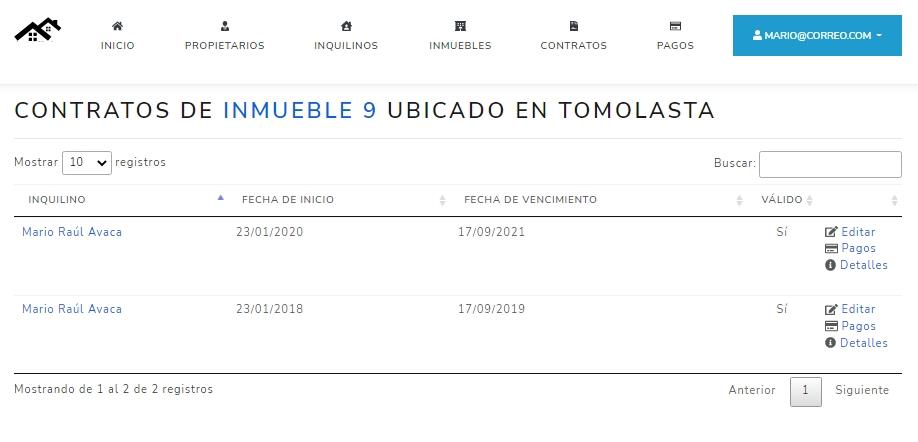 INICIO PROPIETARIOS INQUILINOS INMUEBLES CONTRATOS PAGOS MARIO@CORREO.COM
CONTRATOS DE INMUEBLE 9 UBICADO EN TOMOLASTA
Mostrar 10 registros Buscar:
INQUILINO FECHA DE INICIO FECHA DE VENCIMIENTO VÁLIDO
Mario Raúl Avaca 23/01/2020 17/09/2021 Sí Editar
Pagos
Detalles
Mario Raúl Avaca 23/01/2018 17/09/2019 Sí Editar
Pagos
Detalles
Mostrando de 1 al 2 de 2 registros Anterior 1 Siguiente